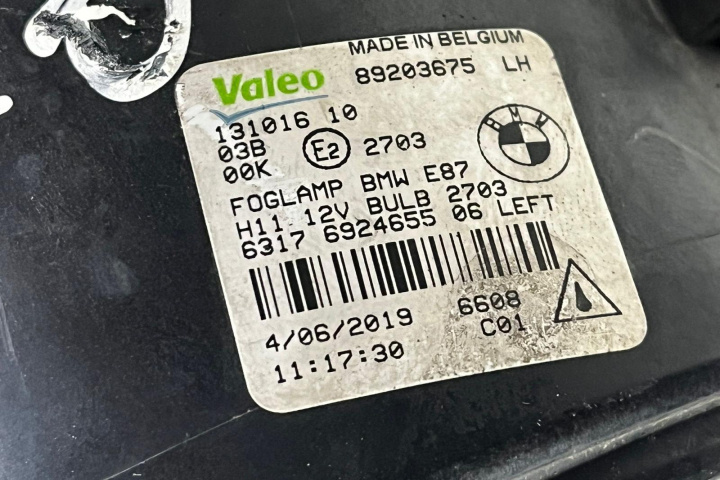 MADE IN BELGIUM
Valeo 89203675 LH
131016 10
03B E2 2703
00K
BMW
FOGLAMP BMW E87
H11 12V BULB 2703
6317 6924655 06 LEFT
4/06/2019 6608
11:17:30 C01